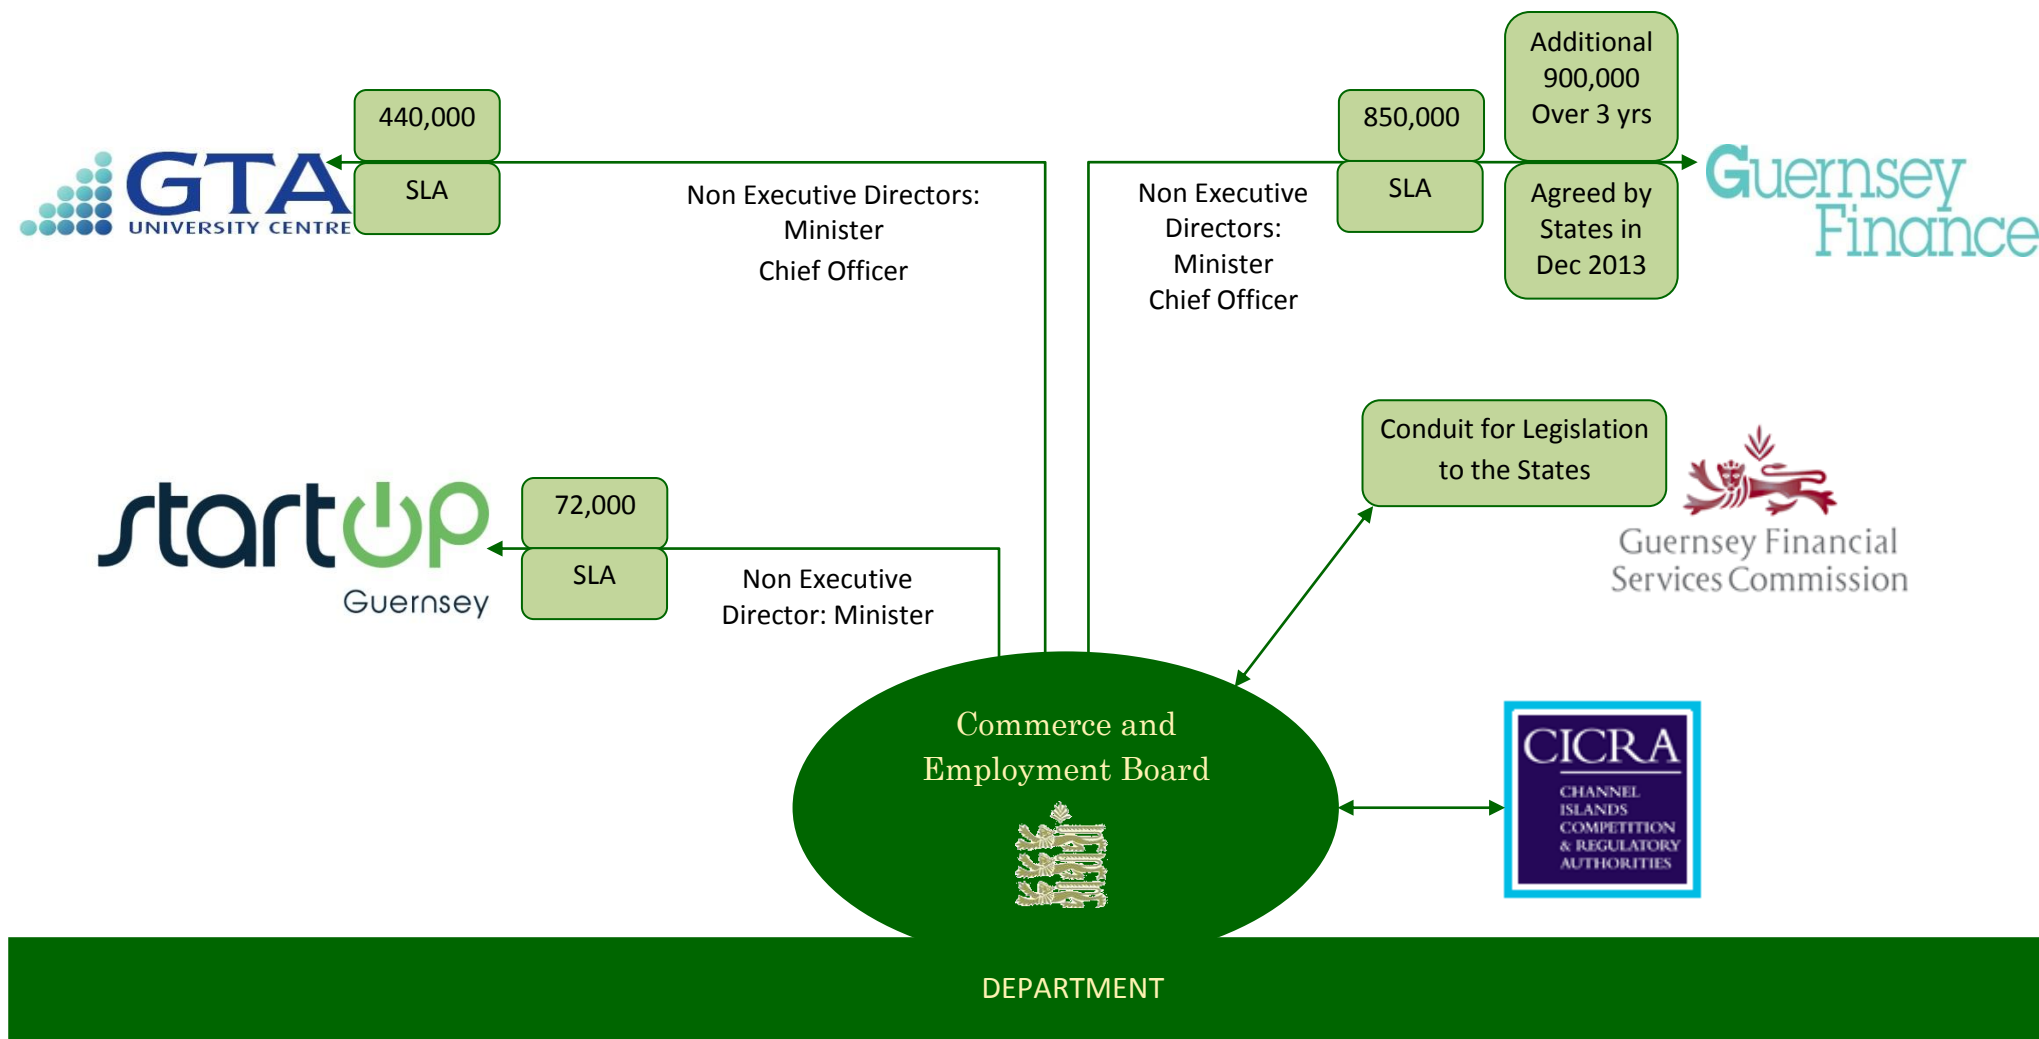 440,000
SLA
GTA
UNIVERSITY CENTRE
Non Executive Directors:
Minister
Chief Officer
850,000
SLA
Non Executive
Directors:
Minister
Chief Officer
Additional
900,000
Over 3 yrs
Agreed by
States in
Dec 2013
Guernsey
Finance
startup
Guernsey
72,000
SLA
Non Executive
Director: Minister
Conduit for Legislation
to the States
Guernsey Financial
Services Commission
Commerce and
Employment Board
CICRA
CHANNEL
ISLANDS
COMPETITION
& REGULATORY
AUTHORITIES
DEPARTMENT